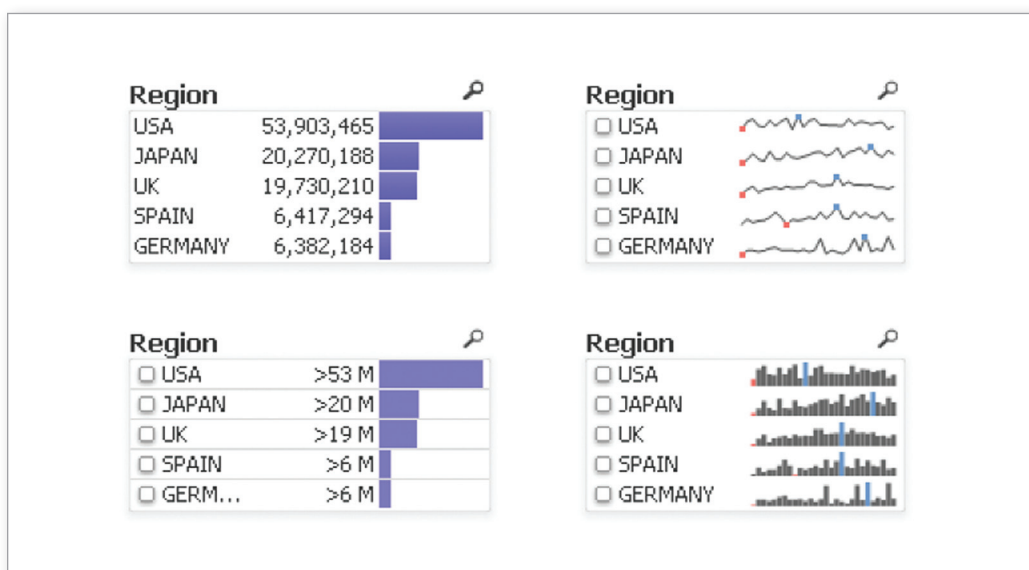 Region
USA 53,903,465
JAPAN 20,270,188
UK 19,730,210
SPAIN 6,417,294
GERMANY 6,382,184
Region
USA
JAPAN
UK
SPAIN
GERMANY
Region
USA >53 M
JAPAN >20 M
UK >19 M
SPAIN >6 M
GERM... >6 M
Region
USA
JAPAN
UK
SPAIN
GERMANY